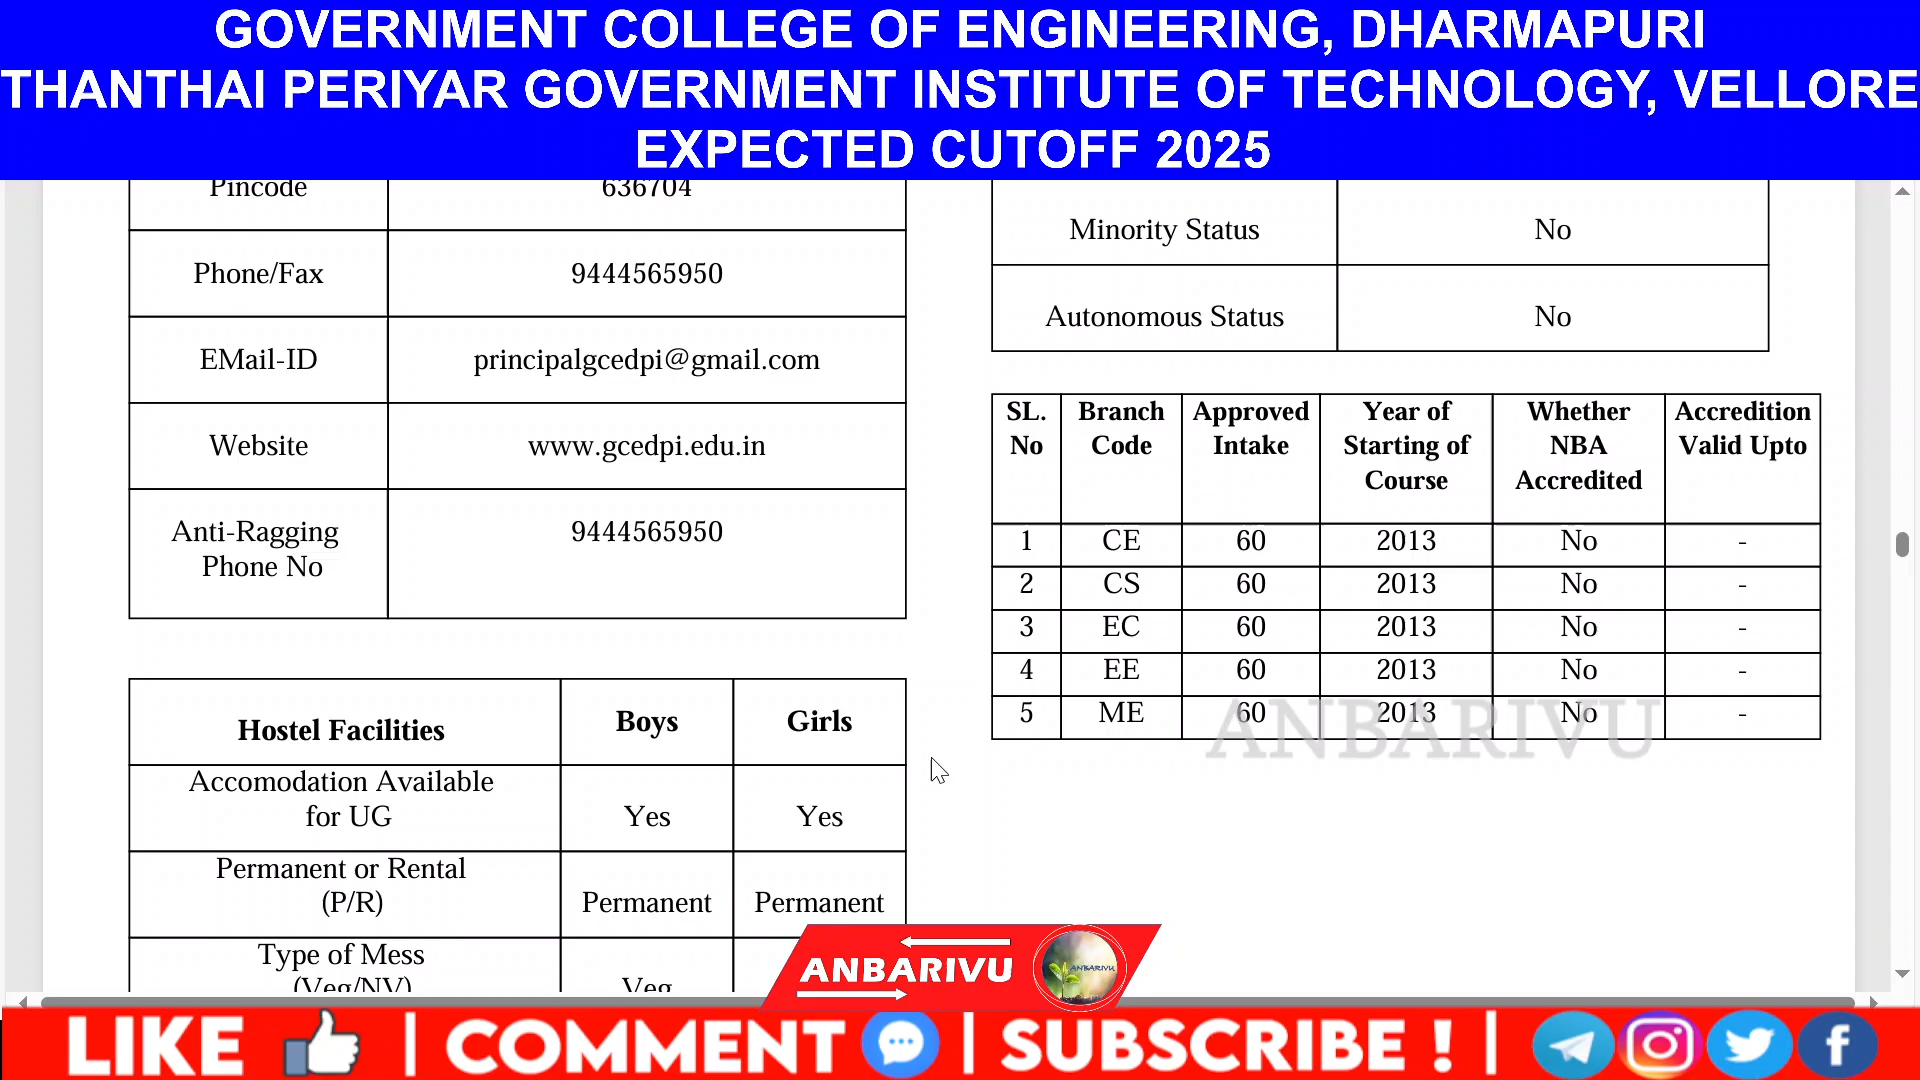 GOVERNMENT COLLEGE OF ENGINEERING, DHARMAPURI
THANTHAI PERIYAR GOVERNMENT INSTITUTE OF TECHNOLOGY, VELLORE
EXPECTED CUTOFF 2025
Pincode 636704
Phone/Fax 9444565950
EMail-ID principalgcedpi@gmail.com
Website www.gcedpi.edu.in
Anti-Ragging 9444565950
Phone No
Hostel Facilities Boys Girls
Accomodation Available
for UG Yes Yes
Permanent or Rental
(P/R) Permanent Permanent
Type of Mess
(Veg/NV) Veg
Minority Status No
Autonomous Status No
SL. Branch Approved Year of Whether Accredition
No Code Intake Starting of NBA Valid Upto
Course Accredited
1 CE 60 2013 No -
2 CS 60 2013 No -
3 EC 60 2013 No -
4 EE 60 2013 No -
5 ME 60 2013 No -
ANBARIVU
ANBARIVU
ANBARIVU
LIKE | COMMENT | SUBSCRIBE ! |